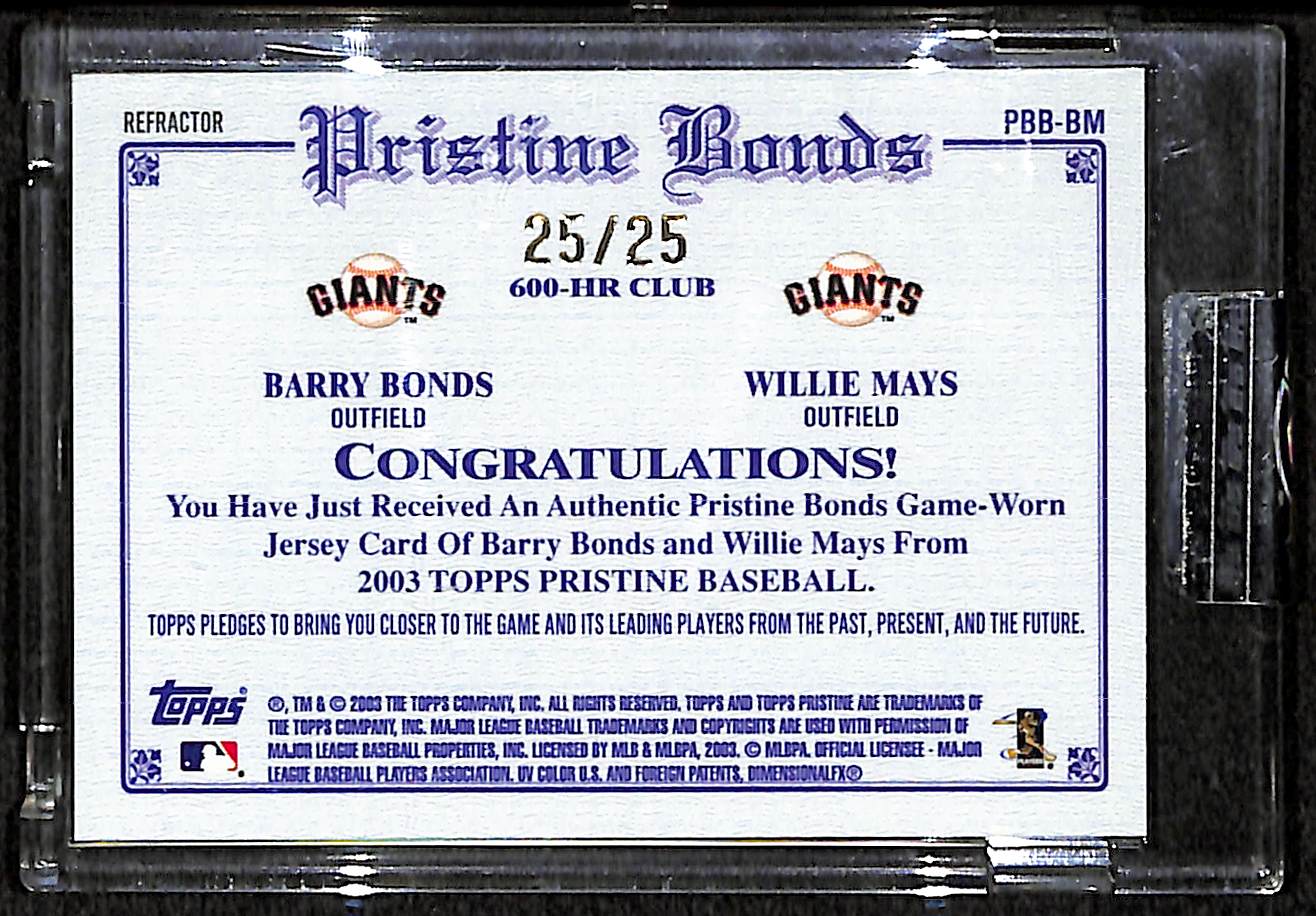 REFRACTOR
Pristine Bonds
PBB-BM
25/25
600-HR CLUB
GIANTS™
GIANTS™
BARRY BONDS
OUTFIELD
WILLIE MAYS
OUTFIELD
CONGRATULATIONS!
You Have Just Received An Authentic Pristine Bonds Game-Worn
Jersey Card Of Barry Bonds and Willie Mays From
2003 TOPPS PRISTINE BASEBALL.
TOPPS PLEDGES TO BRING YOU CLOSER TO THE GAME AND ITS LEADING PLAYERS FROM THE PAST, PRESENT, AND THE FUTURE.
topps®
®, TM & © 2003 THE TOPPS COMPANY, INC. ALL RIGHTS RESERVED. TOPPS AND TOPPS PRISTINE ARE TRADEMARKS OF
THE TOPPS COMPANY, INC. MAJOR LEAGUE BASEBALL TRADEMARKS AND COPYRIGHTS ARE USED WITH PERMISSION OF
MAJOR LEAGUE BASEBALL PROPERTIES, INC. LICENSED BY MLB & MLBPA, 2003. © MLBPA. OFFICIAL LICENSEE - MAJOR
LEAGUE BASEBALL PLAYERS ASSOCIATION. UV COLOR U.S. AND FOREIGN PATENTS, DIMENSIONALFX®
PLAYERS